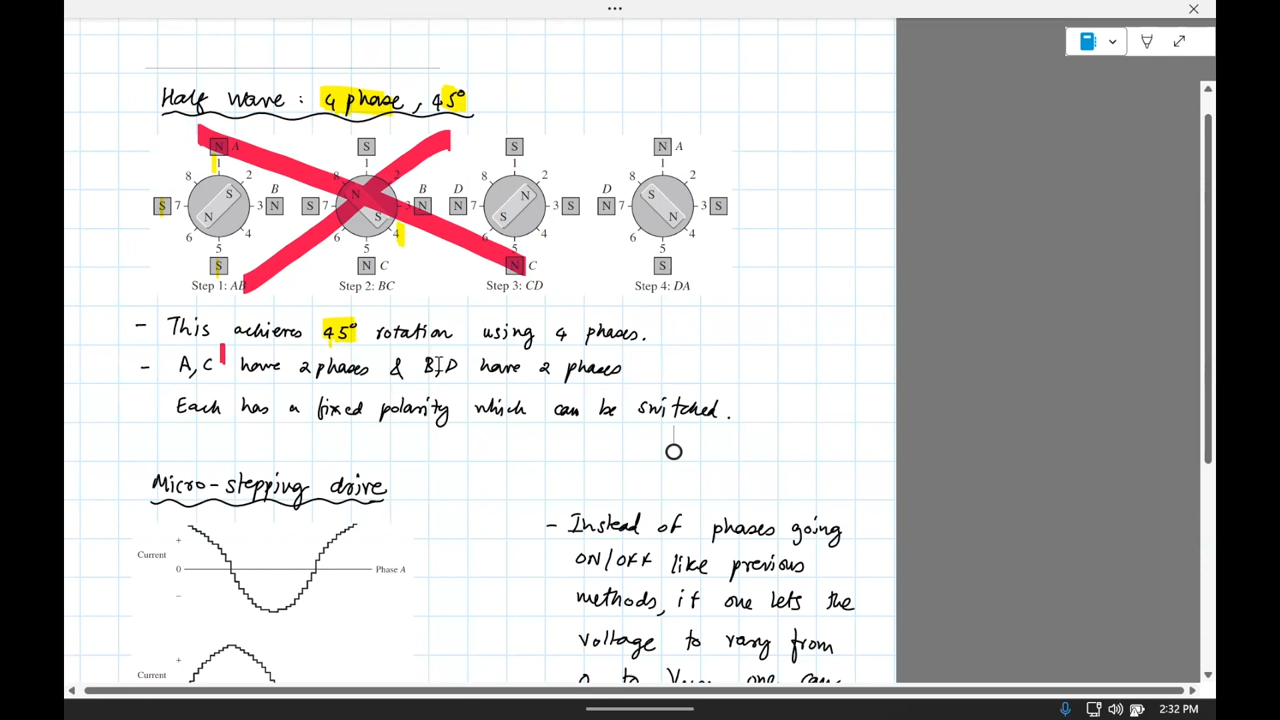 Half Wave : 4 phase, 45°
N A S S N A
1 1 1 1
8 2 8 2 8 2 8 2
S 7 3 N B S 7 3 N B D N 7 3 S D N 7 3 S
S N N S N S S N
6 4 6 4 6 4 6 4
5 5 5 5
S N C N C S
Step 1: AB Step 2: BC Step 3: CD Step 4: DA
- This achieves 45° rotation using 4 phases.
- A, C have 2 phases & B, D have 2 phases
Each has a fixed polarity which can be switched.
Micro-stepping drive
+
Current
0 Phase A
−
+
Current
- Instead of phases going
ON/OFF like previous
methods, if one lets the
voltage to vary from
2:32 PM